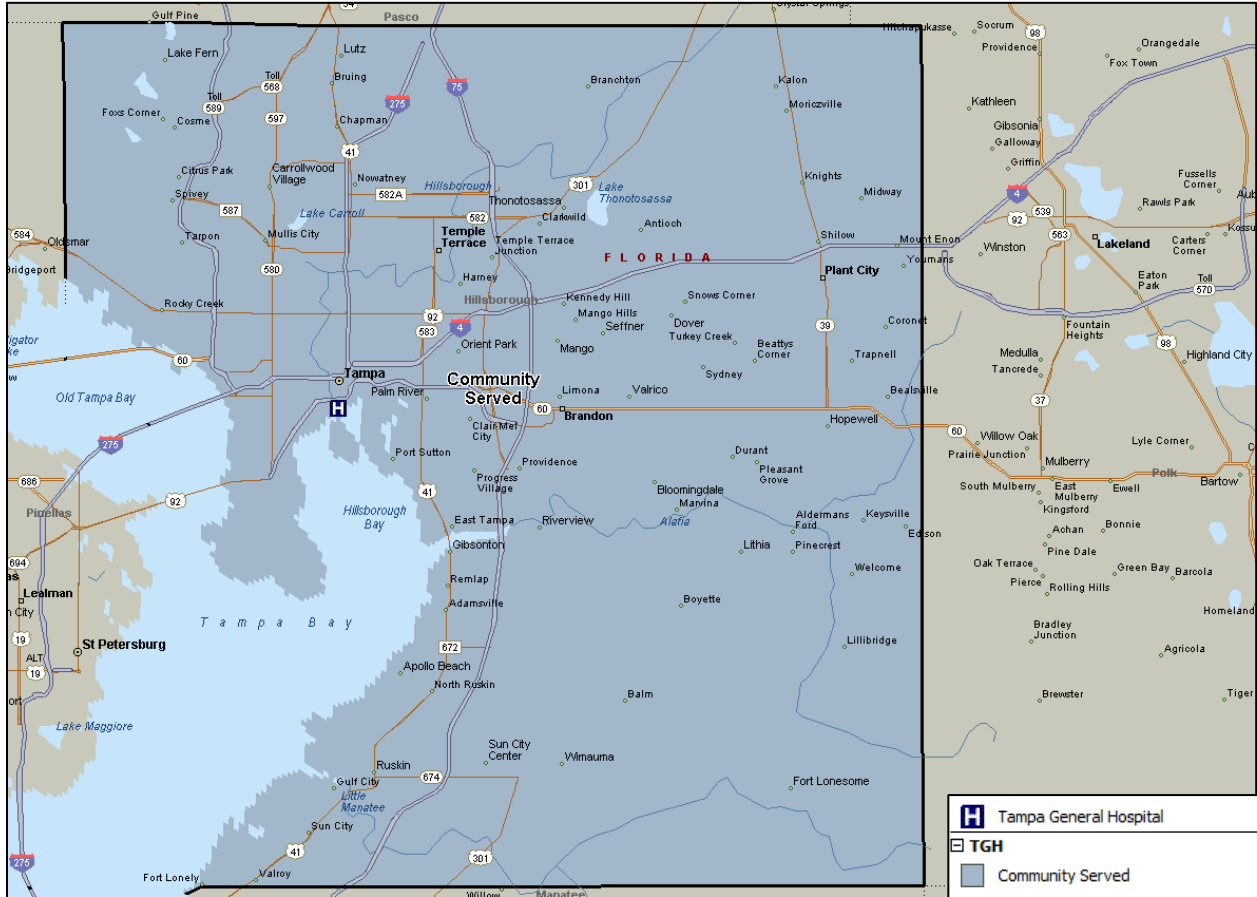 Gulf Pine
Pasco
54
Crystal Springs
Hitchapukasse
Socrum
98
Providence
Orangedale
Fox Town
Lake Fern
Lutz
Toll
568
Bruing
75
275
Branchton
Kalon
Toll
589
597
Moriczville
Kathleen
Foxs Corner
Cosme
Chapman
Gibsonia
Galloway
41
Griffin
Citrus Park
Carrollwood
Village
Nowatney
Hillsborough
301
Lake
Thonotosassa
Knights
4
Fussells
Corner
Spivey
582A
Thonotosassa
Midway
Rawls Park
587
Lake Carroll
582
Clarkwild
Antioch
92
539
563
584
Oldsmar
Tarpon
Mullis City
Temple
Terrace
Temple Terrace
Junction
Shilow
Mount Enon
Winston
Lakeland
Carters
Corner
Kossu
Bridgeport
580
FLORIDA
Youmans
Plant City
Harney
Eaton
Park
Toll
570
Rocky Creek
Hillsborough
Kennedy Hill
Snows Corner
92
583
4
Mango Hills
Seffner
Dover
Turkey Creek
39
Coronet
Fountain
Heights
98
60
Orient Park
Mango
Beattys
Corner
Trapnell
Medulla
Tancrede
Highland City
Tampa
Community
Served
Sydney
Old Tampa Bay
Palm River
Limona
Valrico
Bealsville
37
H
60
Brandon
Clair-Mel
City
Hopewell
60
275
Willow Oak
Lyle Corner
Prairie Junction
Port Sutton
Providence
Durant
Pleasant
Grove
Mulberry
Polk
686
92
Progress
Village
41
Bloomingdale
South Mulberry
East
Mulberry
Ewell
Bartow
Pinellas
Hillsborough
Bay
Marvina
Kingsford
East Tampa
Riverview
Alafia
Aldermans
Ford
Keysville
Edison
Achan
Bonnie
694
Gibsonton
Lithia
Pinecrest
Pine Dale
Remlap
Welcome
Oak Terrace
Pierce
Green Bay
Barcola
Lealman
Rolling Hills
Adamsville
Boyette
Homeland
Tampa Bay
Bradley
Junction
19
St Petersburg
672
Lillibridge
Agricola
ALT
19
Apollo Beach
North Ruskin
Balm
Brewster
Tiger
Lake Maggiore
Sun City
Center
Wimauma
Ruskin
674
Gulf City
Fort Lonesome
Little
Manatee
Sun City
41
301
275
Fort Lonely
Valroy
Willow
Manatee
H Tampa General Hospital
TGH
Community Served